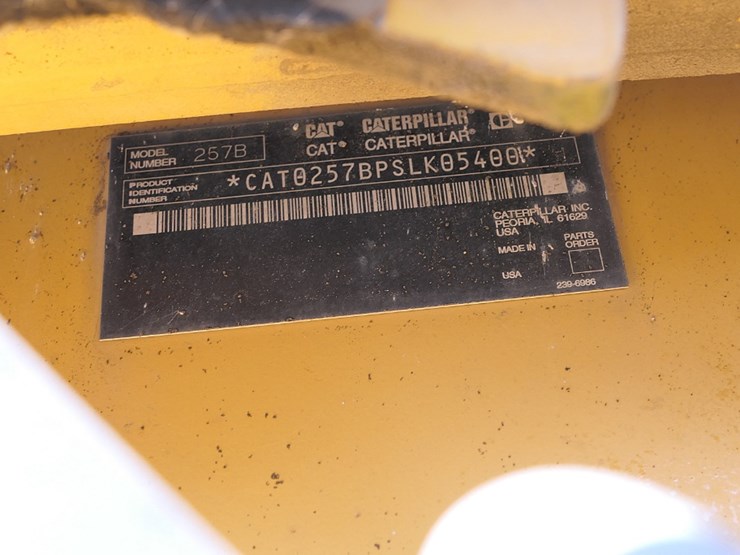 CAT CATERPILLAR CE
CAT® CATERPILLAR®
MODEL NUMBER 257B
PRODUCT IDENTIFICATION NUMBER *CAT0257BPSLK05400*
CATERPILLAR INC.
PEORIA, IL 61629
USA
MADE IN
USA
PARTS ORDER
239-6986